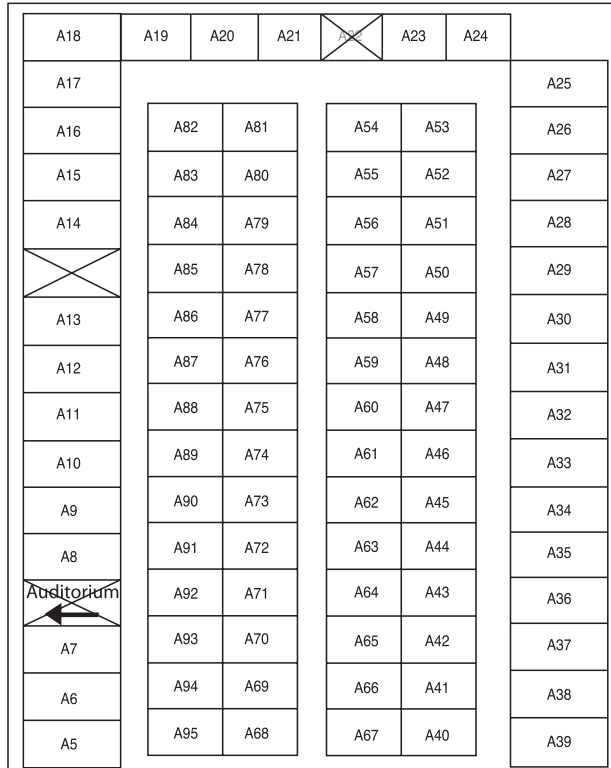 A18 A19 A20 A21 A22 A23 A24
A17 A25
A16 A82 A81 A54 A53 A26
A15 A83 A80 A55 A52 A27
A14 A84 A79 A56 A51 A28
A85 A78 A57 A50 A29
A13 A86 A77 A58 A49 A30
A12 A87 A76 A59 A48 A31
A11 A88 A75 A60 A47 A32
A10 A89 A74 A61 A46 A33
A9 A90 A73 A62 A45 A34
A8 A91 A72 A63 A44 A35
Auditorium A92 A71 A64 A43 A36
A7 A93 A70 A65 A42 A37
A6 A94 A69 A66 A41 A38
A5 A95 A68 A67 A40 A39